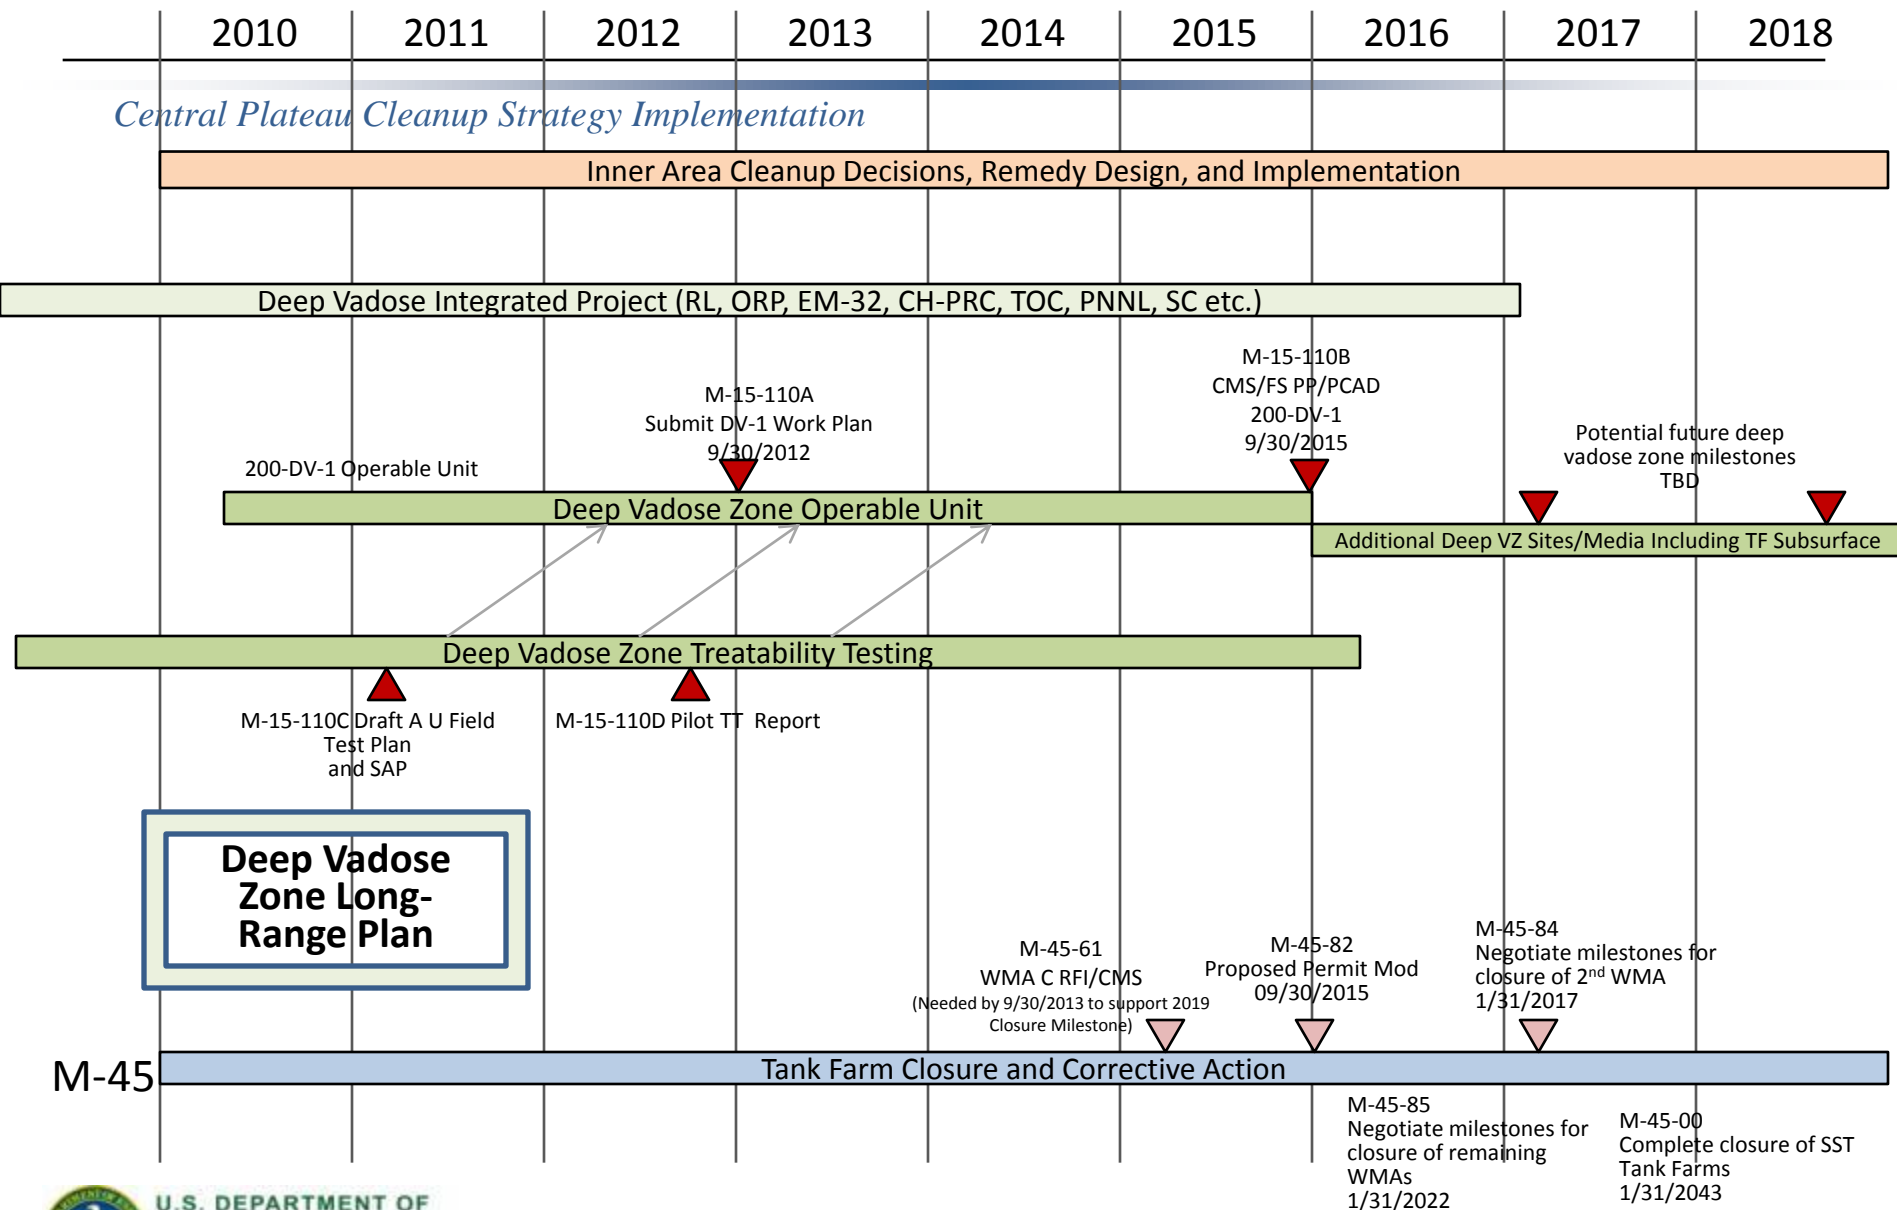 2010 2011 2012 2013 2014 2015 2016 2017 2018
Central Plateau Cleanup Strategy Implementation
Inner Area Cleanup Decisions, Remedy Design, and Implementation
Deep Vadose Integrated Project (RL, ORP, EM-32, CH-PRC, TOC, PNNL, SC etc.)
M-15-110A
Submit DV-1 Work Plan
9/30/2012
M-15-110B
CMS/FS PP/PCAD
200-DV-1
9/30/2015
Potential future deep
vadose zone milestones
TBD
200-DV-1 Operable Unit
Deep Vadose Zone Operable Unit
Additional Deep VZ Sites/Media Including TF Subsurface
Deep Vadose Zone Treatability Testing
M-15-110C Draft A U Field
Test Plan
and SAP
M-15-110D Pilot TT Report
Deep Vadose
Zone Long-
Range Plan
M-45-61
WMA C RFI/CMS
(Needed by 9/30/2013 to support 2019
Closure Milestone)
M-45-82
Proposed Permit Mod
09/30/2015
M-45-84
Negotiate milestones for
closure of 2nd WMA
1/31/2017
M-45
Tank Farm Closure and Corrective Action
M-45-85
Negotiate milestones for
closure of remaining
WMAs
1/31/2022
M-45-00
Complete closure of SST
Tank Farms
1/31/2043
U.S. DEPARTMENT OF